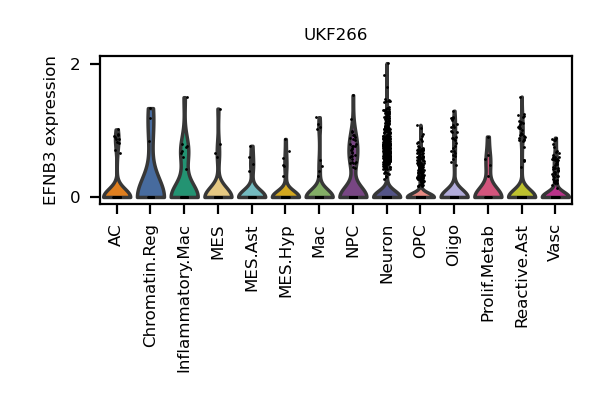 UKF266
EFNB3 expression
2
0
AC
Chromatin.Reg
Inflammatory.Mac
MES
MES.Ast
MES.Hyp
Mac
NPC
Neuron
OPC
Oligo
Prolif.Metab
Reactive.Ast
Vasc